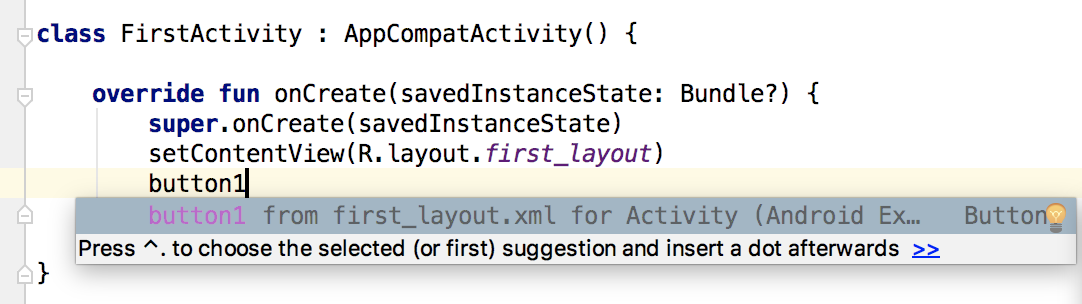 class FirstActivity : AppCompatActivity() {
override fun onCreate(savedInstanceState: Bundle?) {
super.onCreate(savedInstanceState)
setContentView(R.layout.first_layout)
button1
button1 from first_layout.xml for Activity (Android Ex… Button
Press ^. to choose the selected (or first) suggestion and insert a dot afterwards >>
}